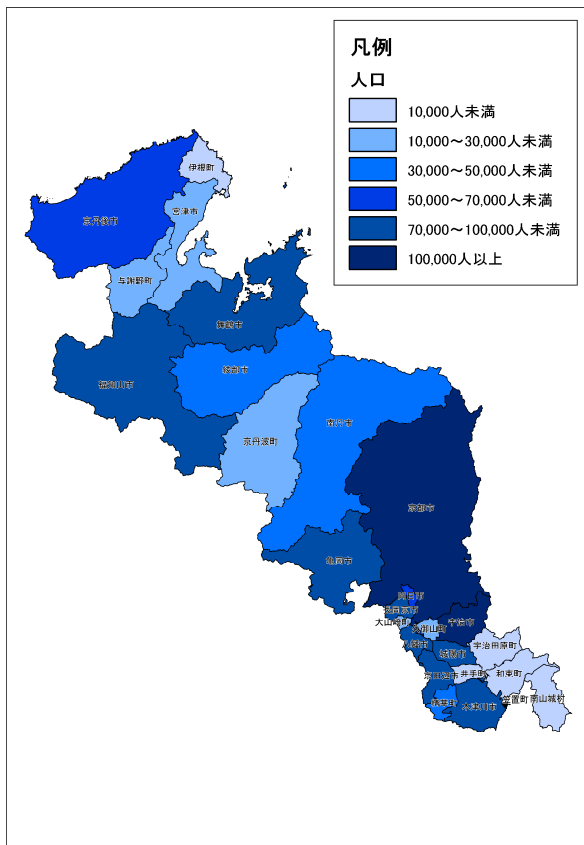 凡例
人口
10,000人未満
10,000～30,000人未満
30,000～50,000人未満
50,000～70,000人未満
70,000～100,000人未満
100,000人以上
伊根町
宮津市
京丹後市
与謝野町
舞鶴市
綾部市
福知山市
南丹市
京丹波町
京都市
亀岡市
向日市
長岡京市
大山崎町
久御山町
宇治市
八幡市
宇治田原町
城陽市
京田辺市
井手町
和束町
笠置町
南山城村
精華町
木津川市